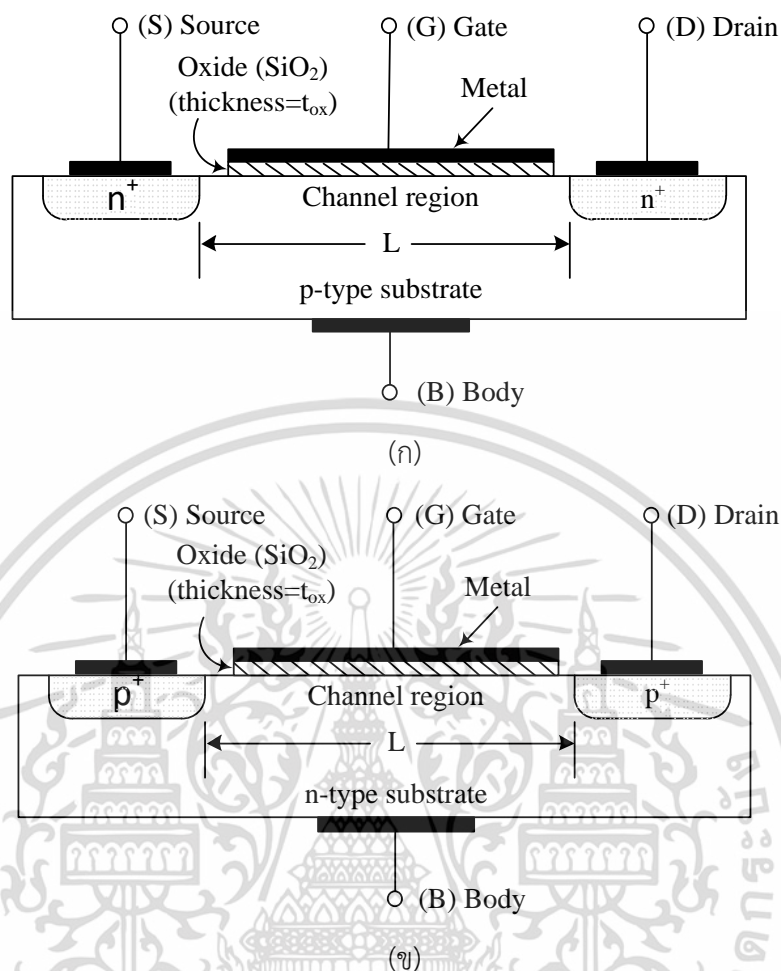 (S) Source
(G) Gate
(D) Drain
Oxide (SiO₂)
(thickness=tₒₓ)
Metal
n⁺
Channel region
n⁺
L
p-type substrate
(B) Body
(ก)
(S) Source
(G) Gate
(D) Drain
Oxide (SiO₂)
(thickness=tₒₓ)
Metal
p⁺
Channel region
p⁺
L
n-type substrate
(B) Body
(ข)